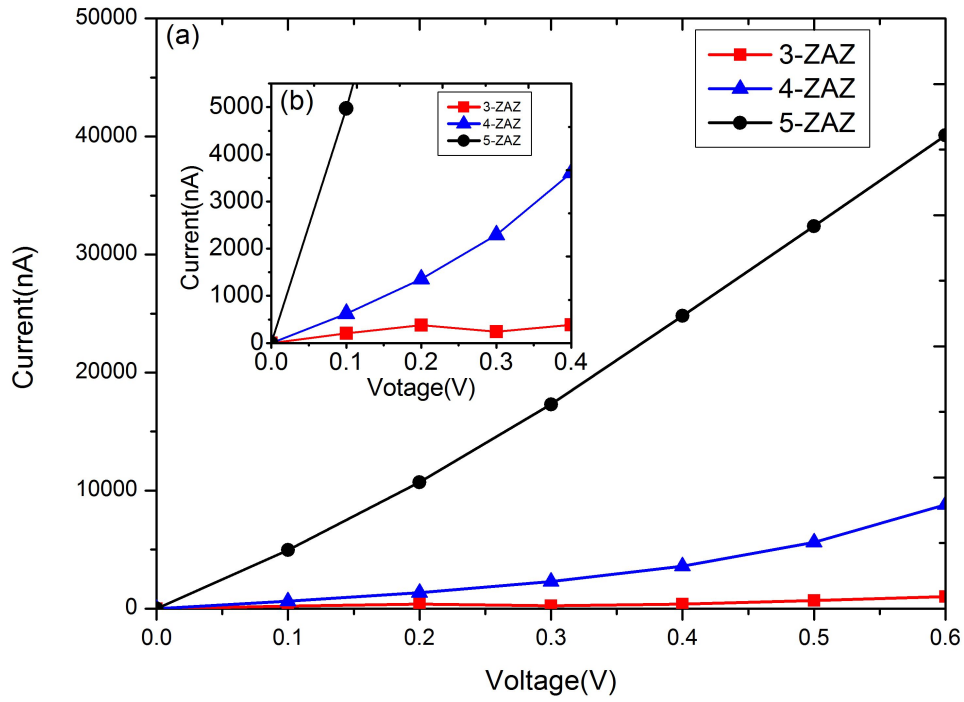 (a)
50000
40000
30000
20000
10000
0
Current(nA)
0.0 0.1 0.2 0.3 0.4 0.5 0.6
Voltage(V)
3-ZAZ
4-ZAZ
5-ZAZ
(b)
5000
4000
3000
2000
1000
0
Current(nA)
0.0 0.1 0.2 0.3 0.4
Votage(V)
3-ZAZ
4-ZAZ
5-ZAZ